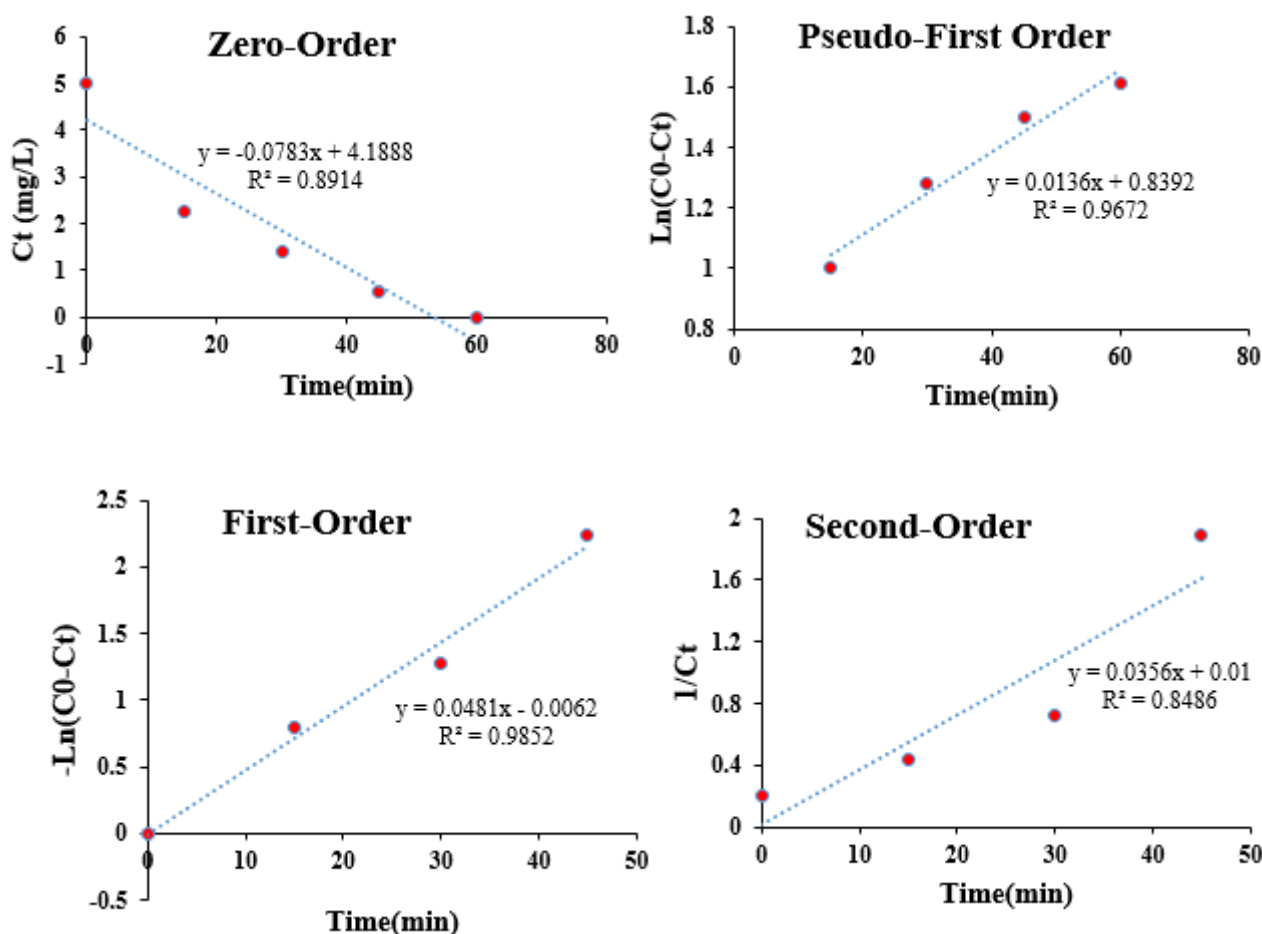 Zero-Order
6
5
4
3
2
1
0
-1
Ct (mg/L)
y = -0.0783x + 4.1888
R² = 0.8914
0
20
40
60
80
Time(min)
Pseudo-First Order
1.8
1.6
1.4
1.2
1
0.8
Ln(C0-Ct)
y = 0.0136x + 0.8392
R² = 0.9672
0
20
40
60
80
Time(min)
First-Order
2.5
2
1.5
1
0.5
0
-0.5
-Ln(C0-Ct)
y = 0.0481x - 0.0062
R² = 0.9852
0
10
20
30
40
50
Time(min)
Second-Order
2
1.6
1.2
0.8
0.4
0
1/Ct
y = 0.0356x + 0.01
R² = 0.8486
0
10
20
30
40
50
Time(min)